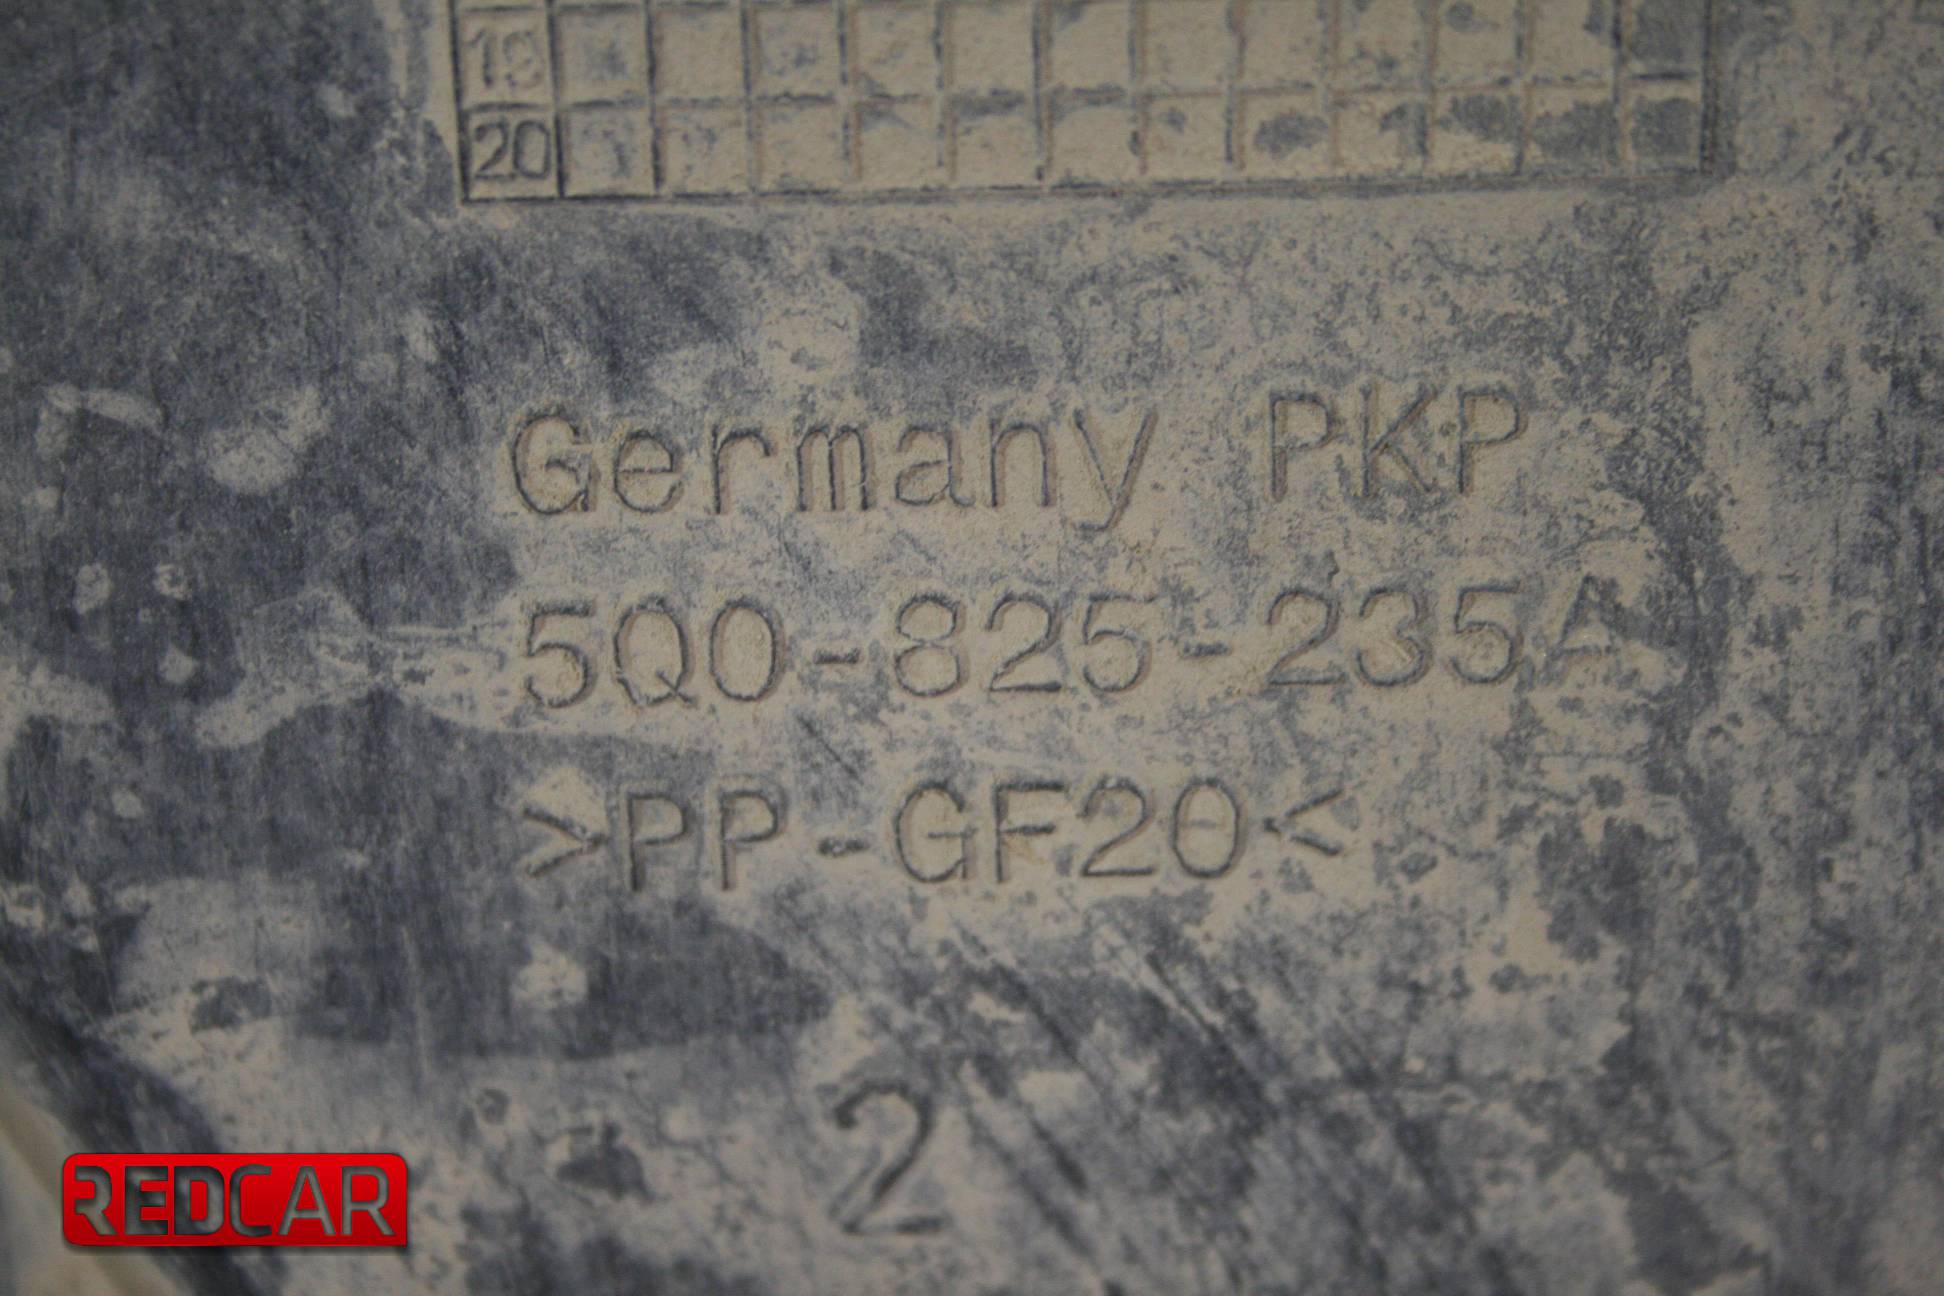 19
20
Germany PKP
5Q0-825-235A
>PP-GF20<
2
REDCAR